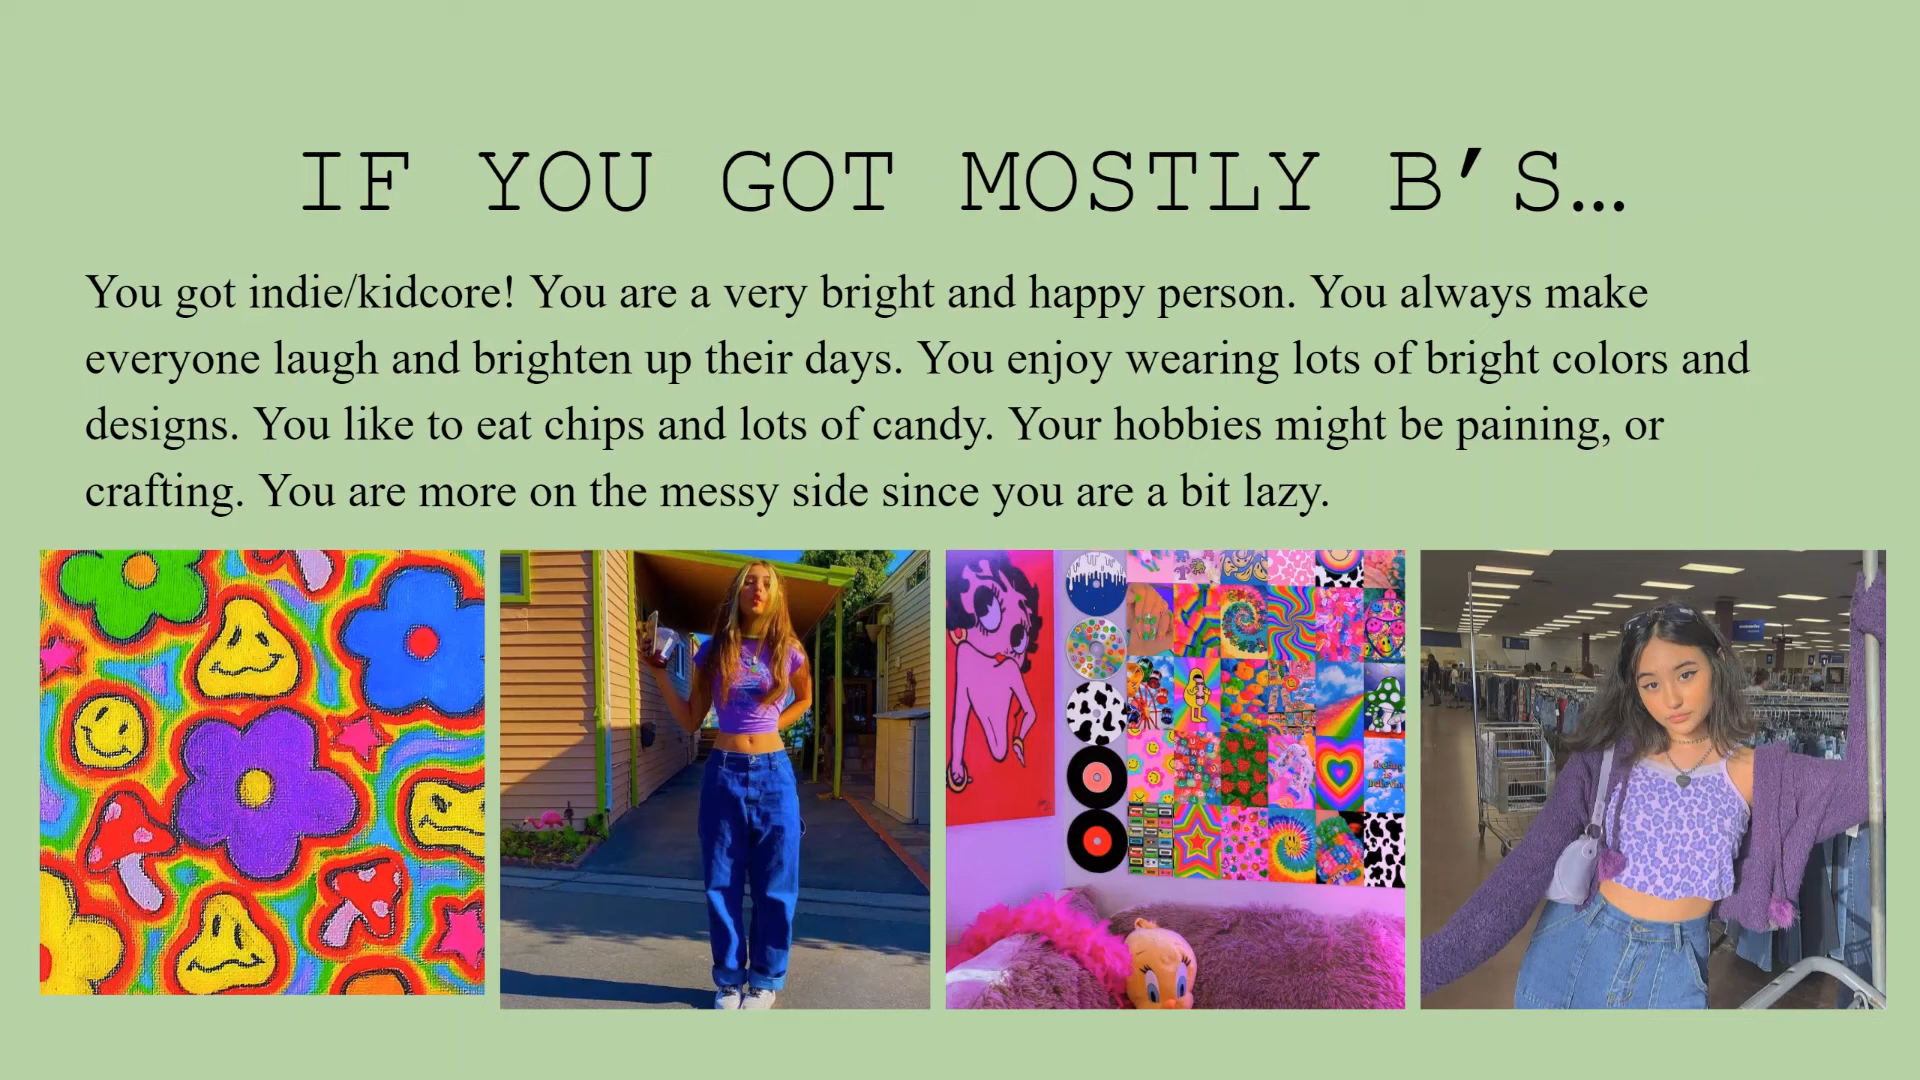 IF YOU GOT MOSTLY B’S…
You got indie/kidcore! You are a very bright and happy person. You always make
everyone laugh and brighten up their days. You enjoy wearing lots of bright colors and
designs. You like to eat chips and lots of candy. Your hobbies might be paining, or
crafting. You are more on the messy side since you are a bit lazy.